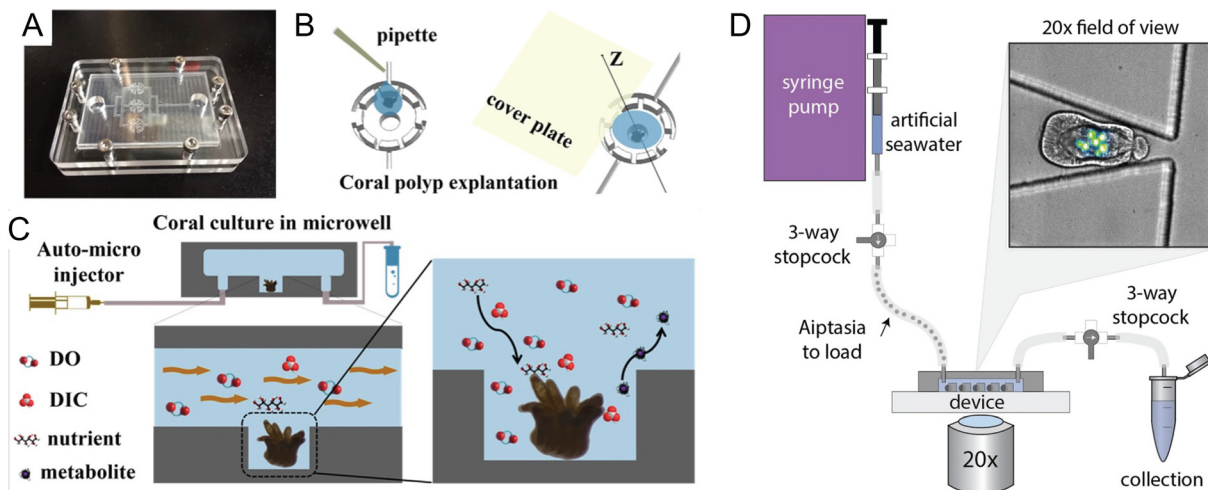 A
B
pipette
cover plate
Z
Coral polyp explantation
C
Coral culture in microwell
Auto-micro
injector
DO
DIC
nutrient
metabolite
D
syringe
pump
artificial
seawater
20x field of view
3-way
stopcock
Aiptasia
to load
3-way
stopcock
device
20x
collection